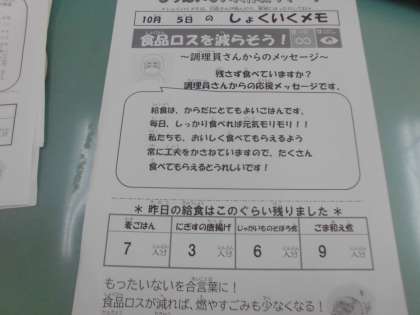 10月 5日 の しょくいくメモ
食品ロスを減らそう!
～調理員さんからのメッセージ～
残さず食べていますか?
調理員さんからの応援メッセージです。
給食は、からだにとてもよいごはんです。
毎日、しっかり食べれば元気モリモリ!!
私たちも、おいしく食べてもらえるよう
常に工夫をかさねていますので、たくさん
食べてもらえるとうれしいです!
* 昨日の給食はこのぐらい残りました *
麦ごはん にぎすの唐揚げ じゃがいものそぼろ煮 ごま和え煮
7人分 3人分 6人分 9人分
もったいないを合言葉に!
食品ロスが減れば、燃やすごみも少なくなる!